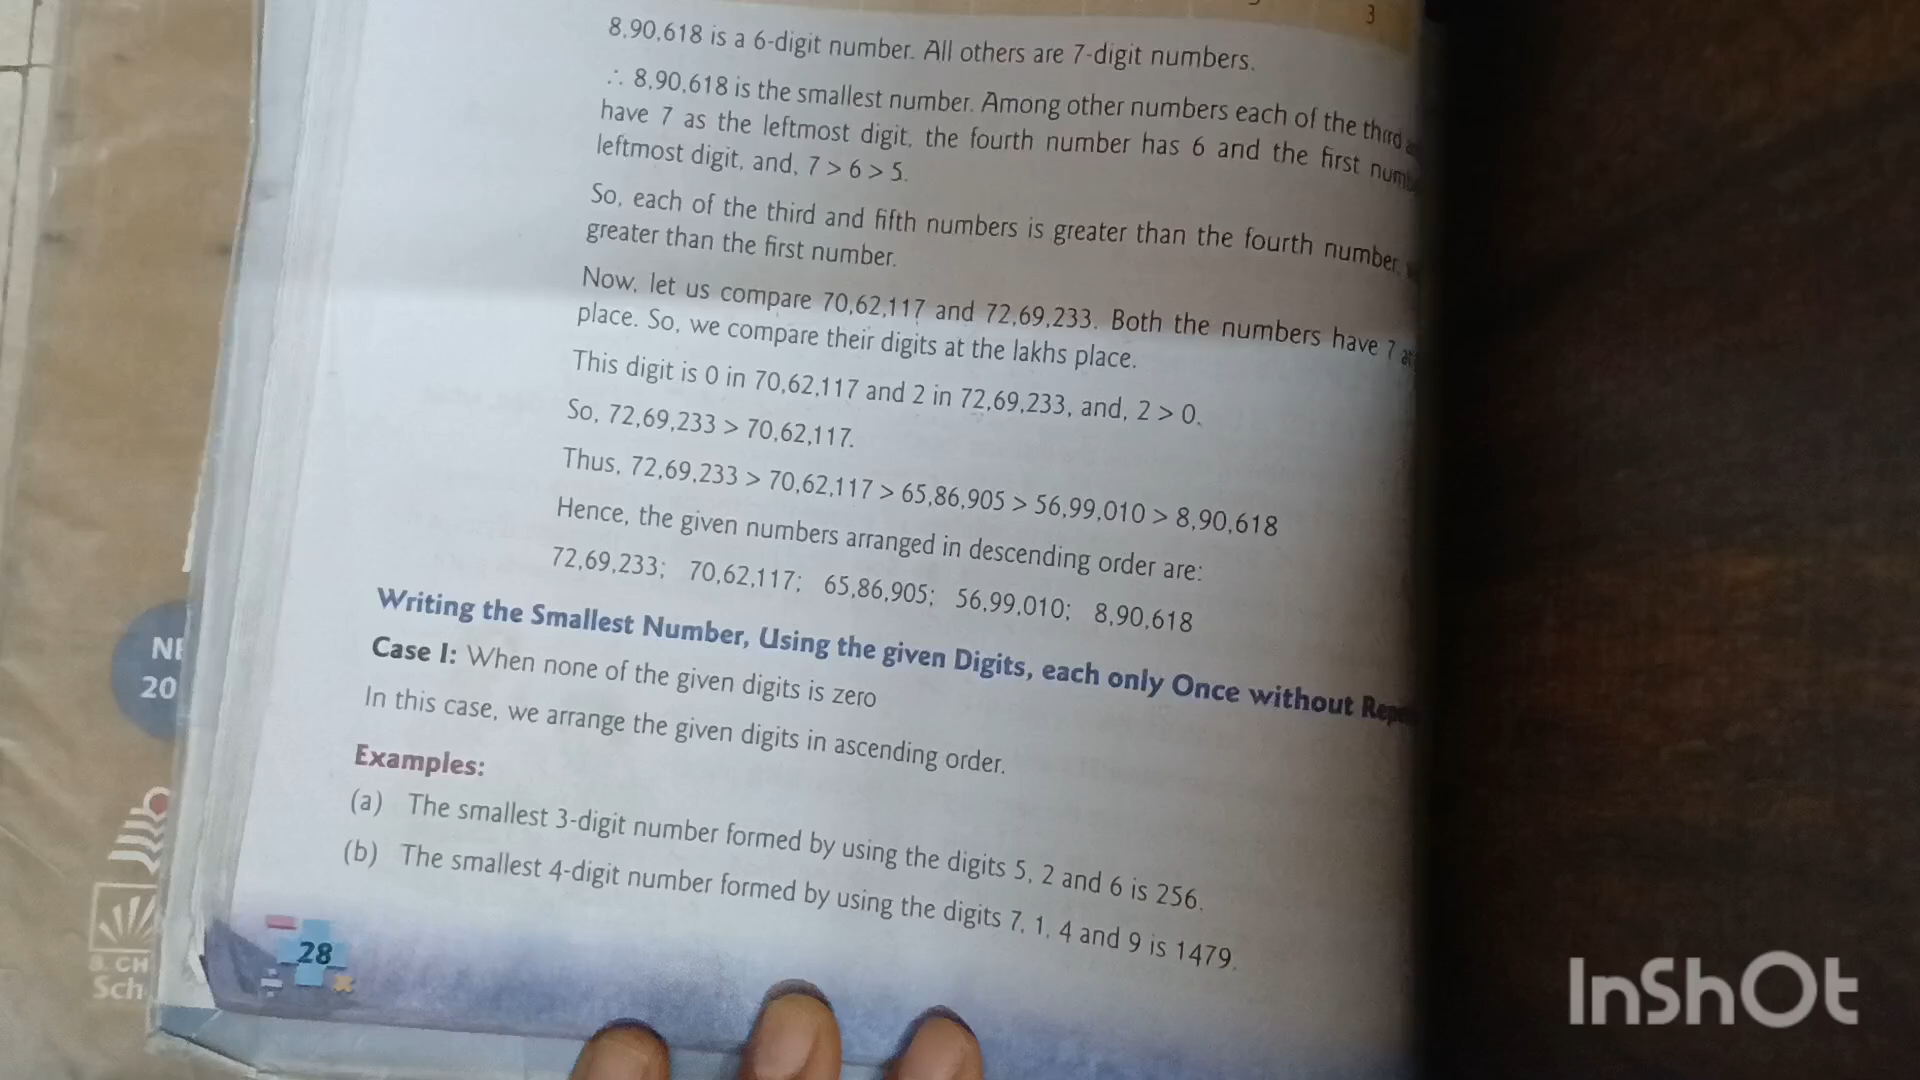 3
8,90,618 is a 6-digit number. All others are 7-digit numbers.
∴ 8,90,618 is the smallest number. Among other numbers each of the third
have 7 as the leftmost digit, the fourth number has 6 and the first
leftmost digit, and, 7 > 6 > 5.
So, each of the third and fifth numbers is greater than the fourth number,
greater than the first number.
Now, let us compare 70,62,117 and 72,69,233. Both the numbers have 7
place. So, we compare their digits at the lakhs place.
This digit is 0 in 70,62,117 and 2 in 72,69,233, and, 2 > 0.
So, 72,69,233 > 70,62,117.
Thus, 72,69,233 > 70,62,117 > 65,86,905 > 56,99,010 > 8,90,618
Hence, the given numbers arranged in descending order are:
72,69,233; 70,62,117; 65,86,905; 56,99,010; 8,90,618
Writing the Smallest Number, Using the given Digits, each only Once without
Case I: When none of the given digits is zero
In this case, we arrange the given digits in ascending order.
Examples:
(a) The smallest 3-digit number formed by using the digits 5, 2 and 6 is 256.
(b) The smallest 4-digit number formed by using the digits 7, 1, 4 and 9 is 1479.
28
20
CH
Sch
InShOt